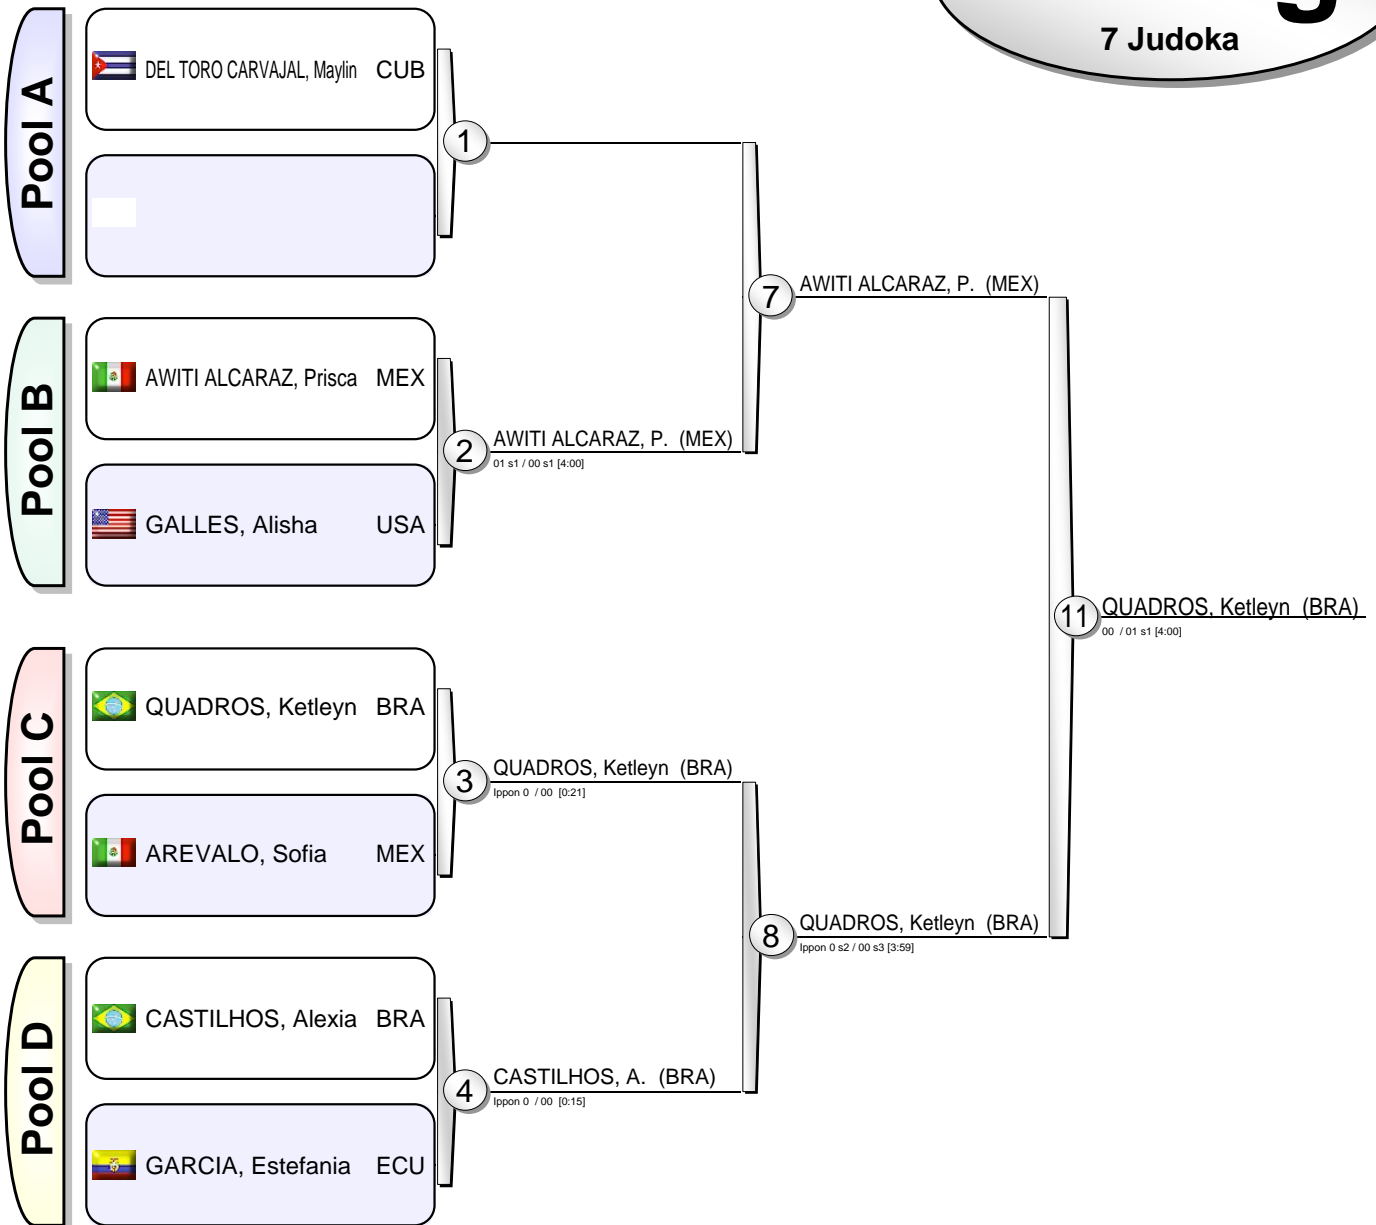 7 Judoka
Pool A
DEL TORO CARVAJAL, Maylin CUB
1
Pool B
AWITI ALCARAZ, Prisca MEX
GALLES, Alisha USA
2
AWITI ALCARAZ, P. (MEX)
01 s1 / 00 s1 [4:00]
7
AWITI ALCARAZ, P. (MEX)
Pool C
QUADROS, Ketleyn BRA
AREVALO, Sofia MEX
3
QUADROS, Ketleyn (BRA)
Ippon 0 / 00 [0:21]
Pool D
CASTILHOS, Alexia BRA
GARCIA, Estefania ECU
4
CASTILHOS, A. (BRA)
Ippon 0 / 00 [0:15]
8
QUADROS, Ketleyn (BRA)
Ippon 0 s2 / 00 s3 [3:59]
11
QUADROS, Ketleyn (BRA)
00 / 01 s1 [4:00]